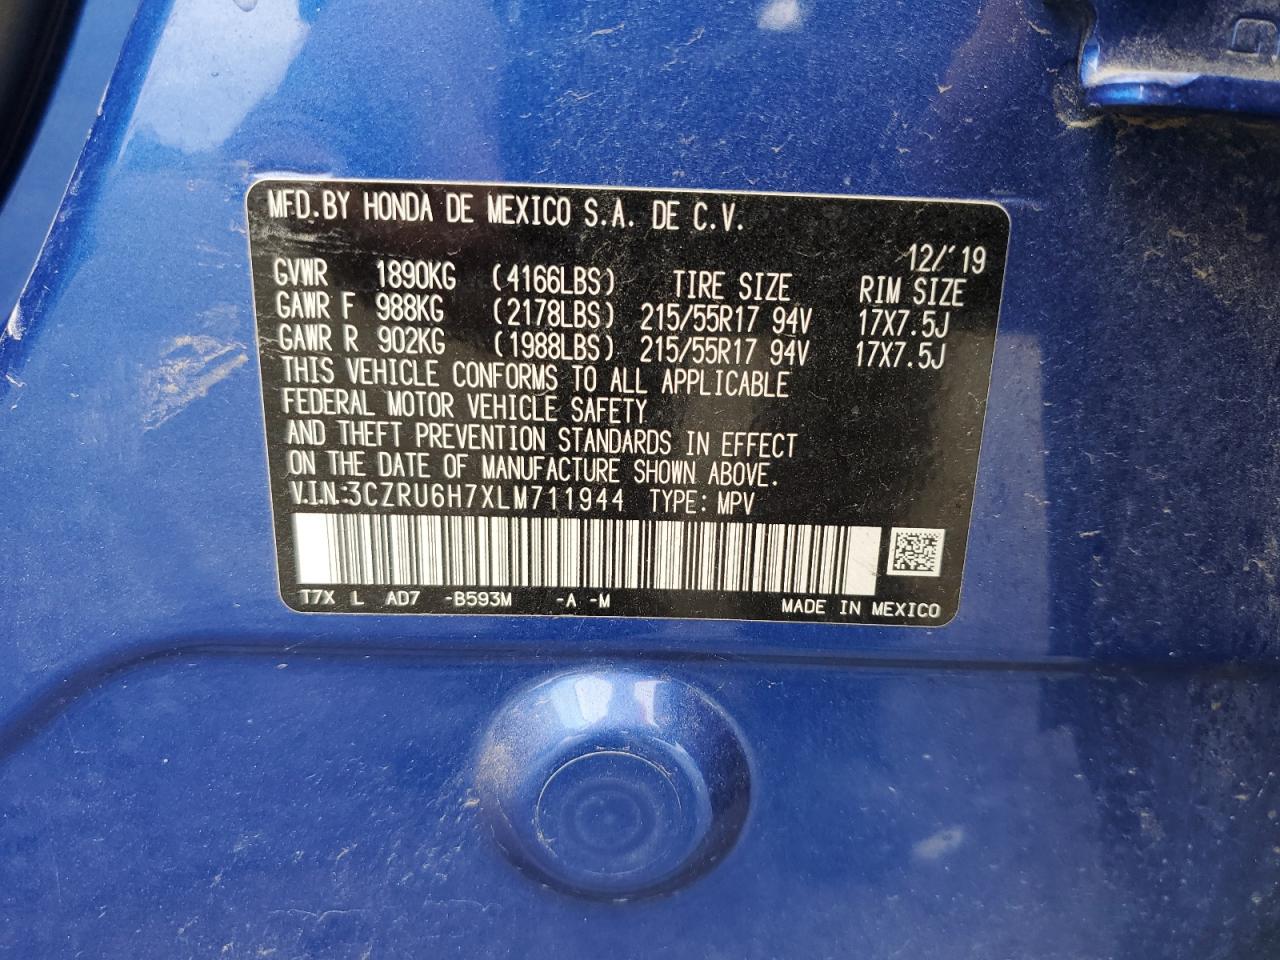 MFD.BY HONDA DE MEXICO S.A. DE C.V.
12/'19
GVWR 1890KG (4166LBS) TIRE SIZE RIM SIZE
GAWR F 988KG (2178LBS) 215/55R17 94V 17X7.5J
GAWR R 902KG (1988LBS) 215/55R17 94V 17X7.5J
THIS VEHICLE CONFORMS TO ALL APPLICABLE
FEDERAL MOTOR VEHICLE SAFETY
AND THEFT PREVENTION STANDARDS IN EFFECT
ON THE DATE OF MANUFACTURE SHOWN ABOVE.
V.I.N:3CZRU6H7XLM711944 TYPE: MPV
T7X L AD7 -B593M -A -M MADE IN MEXICO